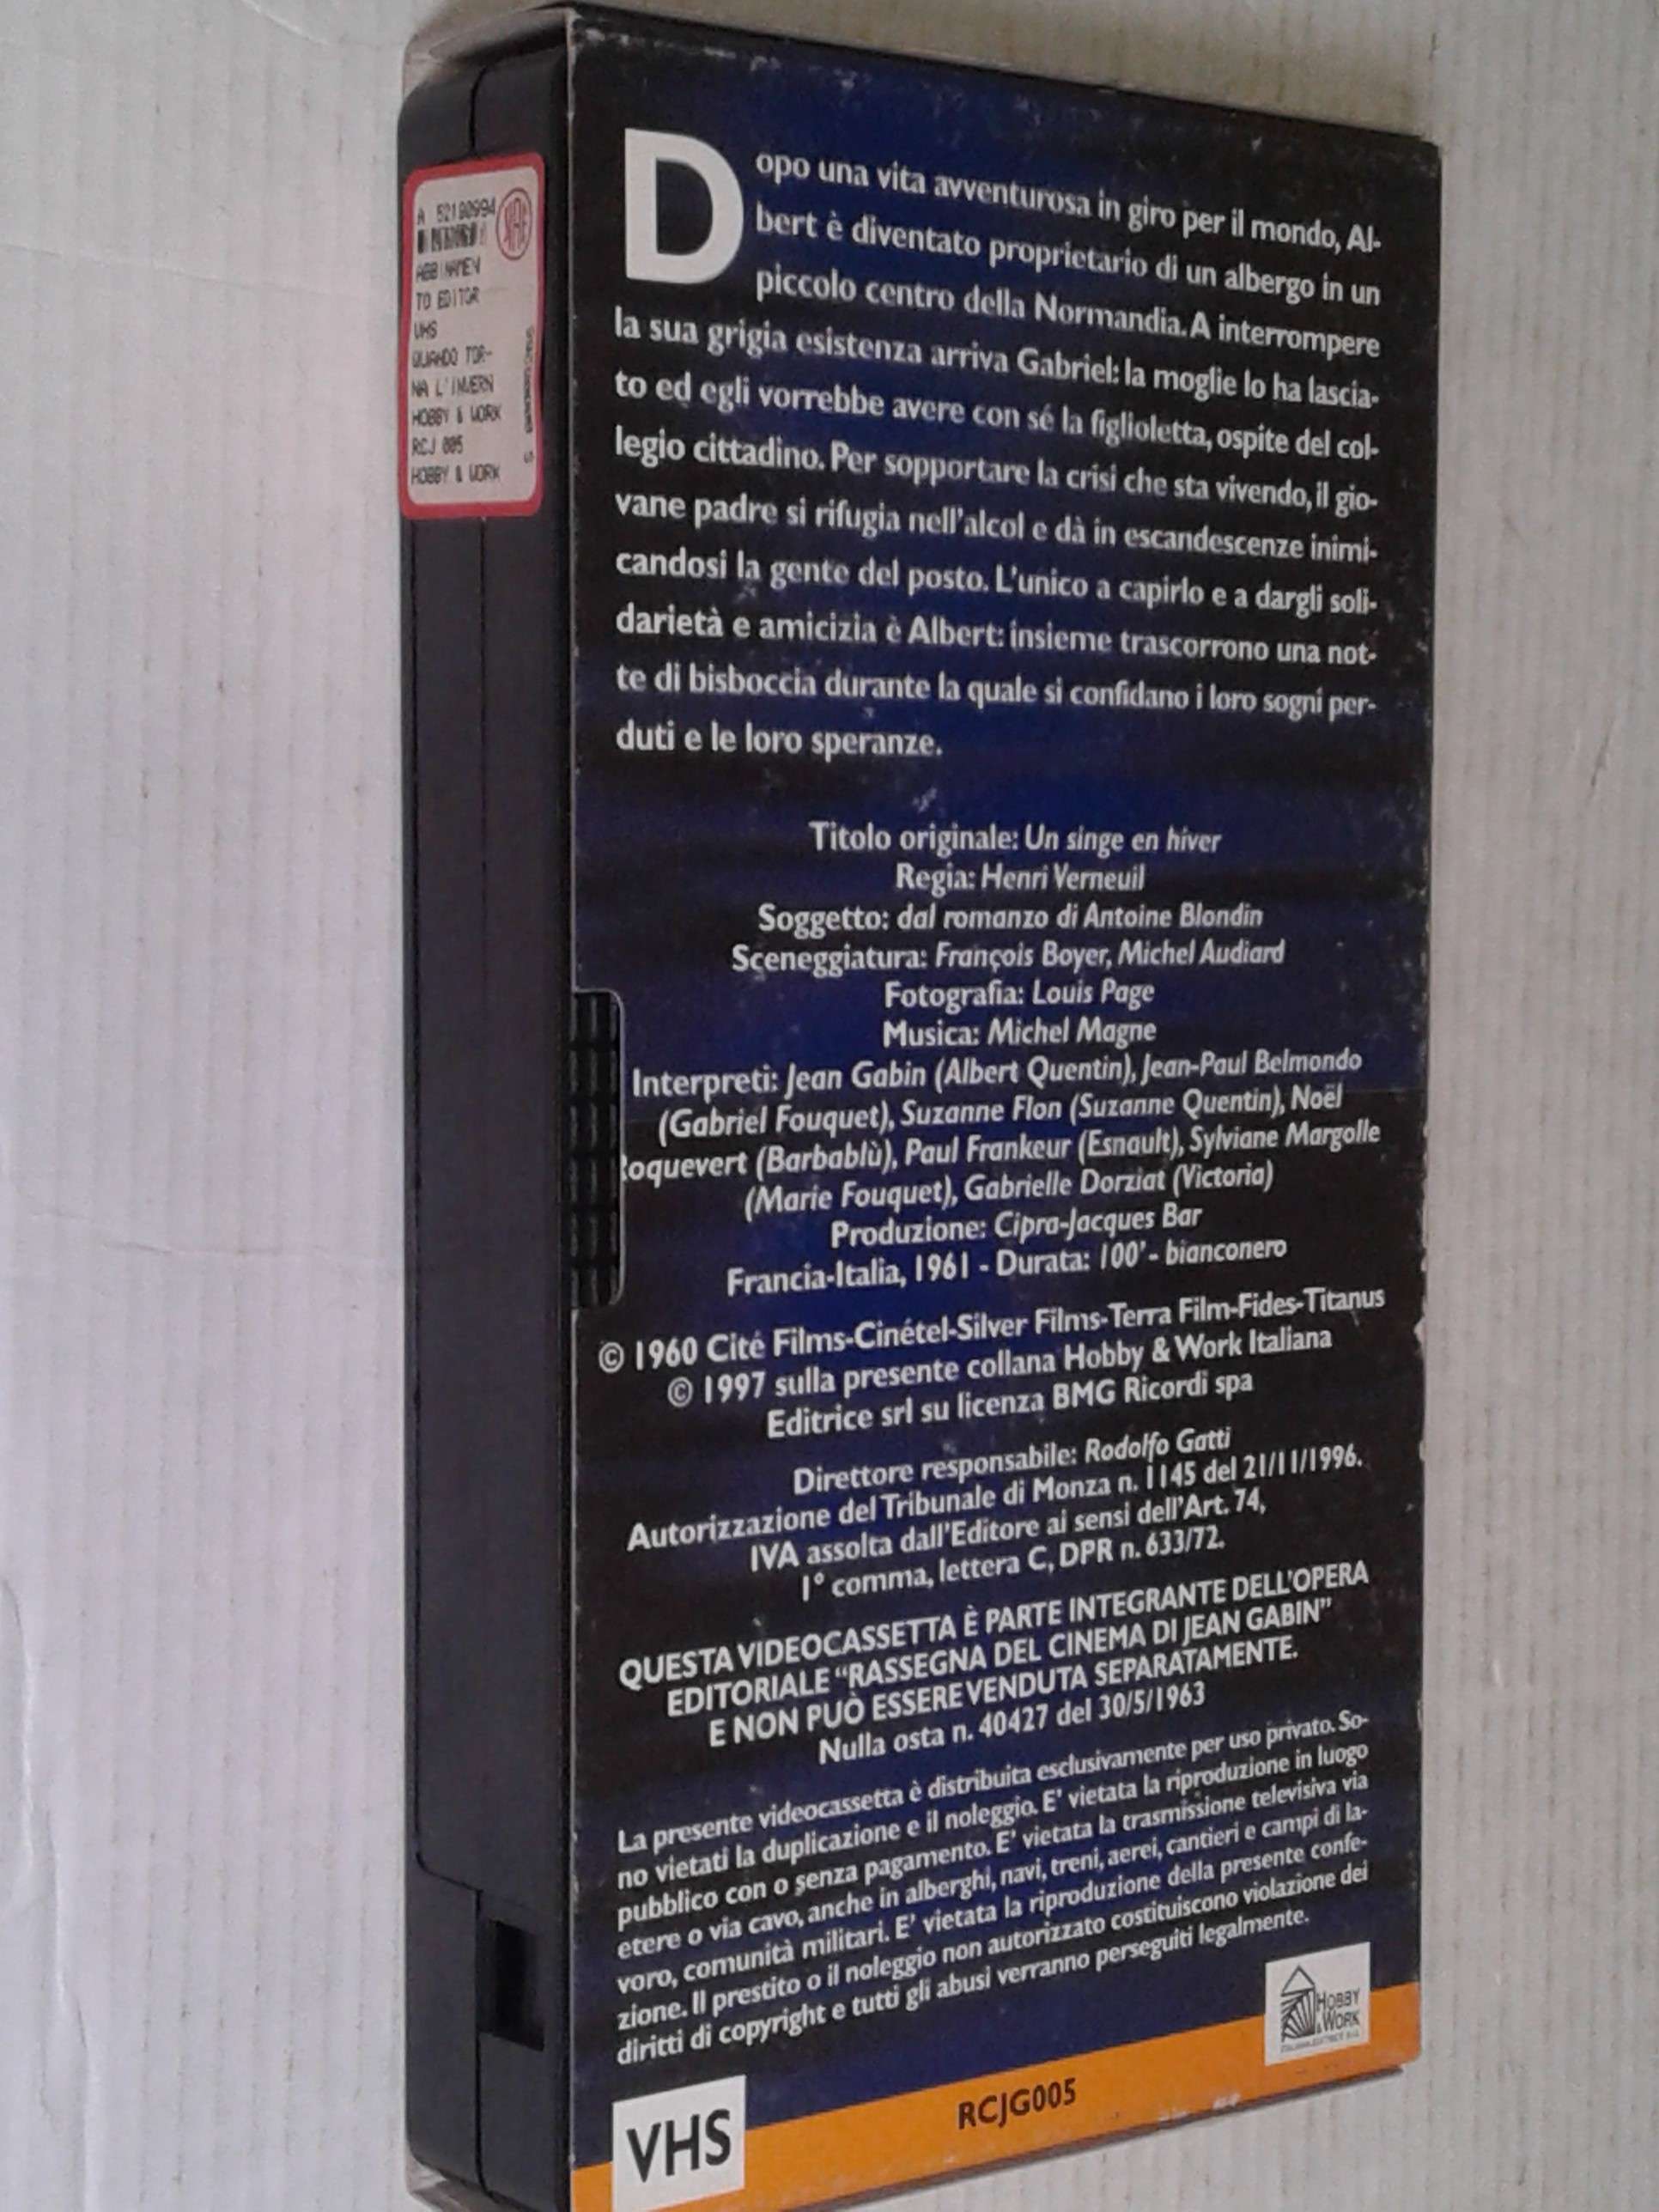 A 52180994
ABBINAMEN
TO EDITOR
VHS
QUANDO TOR-
NA L'INVERN
HOBBY & WORK
RCJ 005
HOBBY & WORK
Dopo una vita avventurosa in giro per il mondo, Al-
bert è diventato proprietario di un albergo in un
piccolo centro della Normandia. A interrompere
la sua grigia esistenza arriva Gabriel: la moglie lo ha lascia-
to ed egli vorrebbe avere con sé la figlioletta, ospite del col-
legio cittadino. Per sopportare la crisi che sta vivendo, il gio-
vane padre si rifugia nell'alcol e dà in escandescenze inimi-
candosi la gente del posto. L'unico a capirlo e a dargli soli-
darietà e amicizia è Albert: insieme trascorrono una not-
te di bisboccia durante la quale si confidano i loro sogni per-
duti e le loro speranze.
Titolo originale: Un singe en hiver
Regia: Henri Verneuil
Soggetto: dal romanzo di Antoine Blondin
Sceneggiatura: François Boyer, Michel Audiard
Fotografia: Louis Page
Musica: Michel Magne
Interpreti: Jean Gabin (Albert Quentin), Jean-Paul Belmondo
(Gabriel Fouquet), Suzanne Flon (Suzanne Quentin), Noël
Roquevert (Barbablù), Paul Frankeur (Esnault), Sylviane Margolle
(Marie Fouquet), Gabrielle Dorziat (Victoria)
Produzione: Cipra-Jacques Bar
Francia-Italia, 1961 - Durata: 100' - bianconero
© 1960 Cité Films-Cinétel-Silver Films-Terra Film-Fides-Titanus
© 1997 sulla presente collana Hobby & Work Italiana
Editrice srl su licenza BMG Ricordi spa
Direttore responsabile: Rodolfo Gatti
Autorizzazione del Tribunale di Monza n. 1145 del 21/11/1996.
IVA assolta dall'Editore ai sensi dell'Art. 74,
1° comma, lettera C, DPR n. 633/72.
QUESTA VIDEOCASSETTA È PARTE INTEGRANTE DELL'OPERA
EDITORIALE "RASSEGNA DEL CINEMA DI JEAN GABIN"
E NON PUÒ ESSERE VENDUTA SEPARATAMENTE.
Nulla osta n. 40427 del 30/5/1963
La presente videocassetta è distribuita esclusivamente per uso privato. So-
no vietati la duplicazione e il noleggio. E' vietata la riproduzione in luogo
pubblico con o senza pagamento. E' vietata la trasmissione televisiva via
etere o via cavo, anche in alberghi, navi, treni, aerei, cantieri e campi di la-
voro, comunità militari. E' vietata la riproduzione della presente confe-
zione. Il prestito o il noleggio non autorizzato costituiscono violazione dei
diritti di copyright e tutti gli abusi verranno perseguiti legalmente.
HOBBY
& WORK
RCJG005
VHS